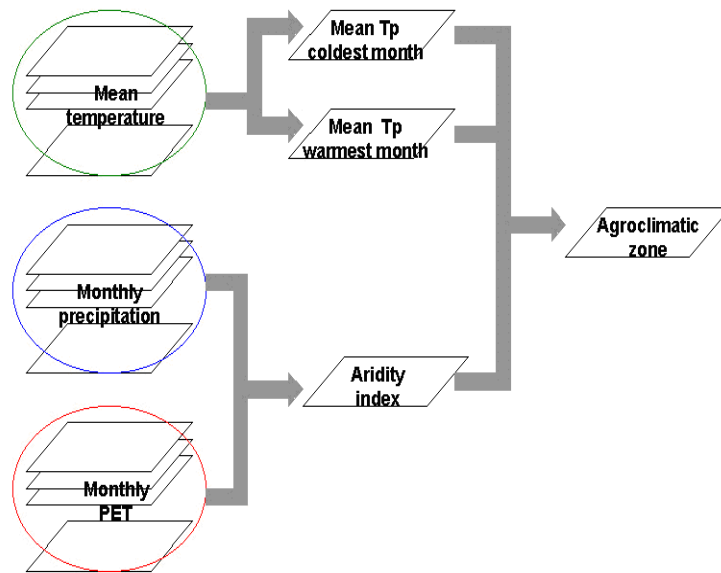 Mean
temperature
Mean Tp
coldest month
Mean Tp
warmest month
Agroclimatic
zone
Monthly
precipitation
Aridity
index
Monthly
PET